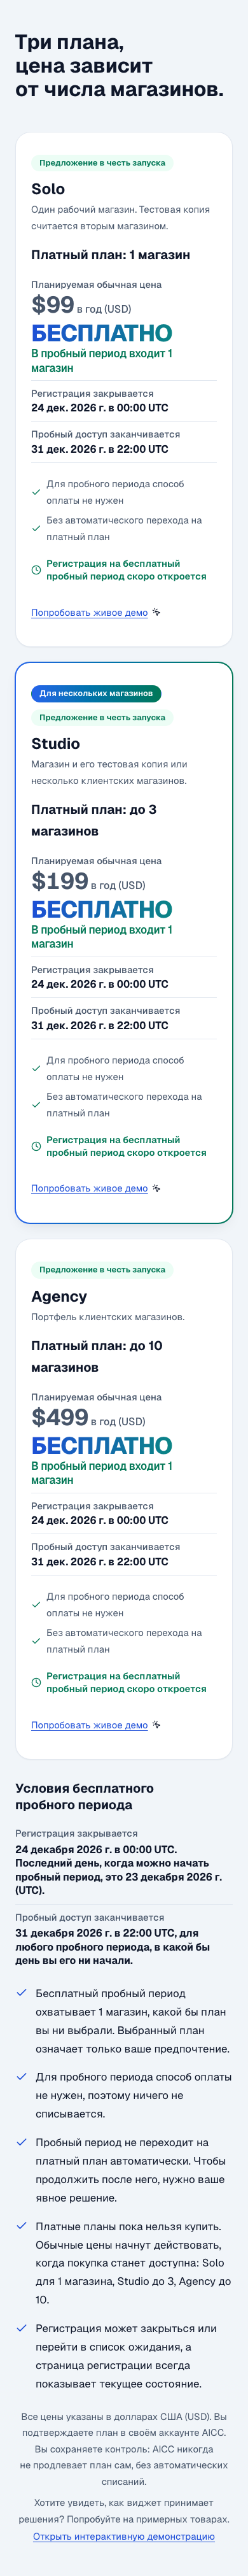 Три плана,
цена зависит
от числа магазинов.
Предложение в честь запуска
Solo
Один рабочий магазин. Тестовая копия
считается вторым магазином.
Платный план: 1 магазин
Планируемая обычная цена
$99 в год (USD)
БЕСПЛАТНО
В пробный период входит 1
магазин
Регистрация закрывается
24 дек. 2026 г. в 00:00 UTC
Пробный доступ заканчивается
31 дек. 2026 г. в 22:00 UTC
Для пробного периода способ
оплаты не нужен
Без автоматического перехода на
платный план
Регистрация на бесплатный
пробный период скоро откроется
Попробовать живое демо
Для нескольких магазинов
Предложение в честь запуска
Studio
Магазин и его тестовая копия или
несколько клиентских магазинов.
Платный план: до 3
магазинов
Планируемая обычная цена
$199 в год (USD)
БЕСПЛАТНО
В пробный период входит 1
магазин
Регистрация закрывается
24 дек. 2026 г. в 00:00 UTC
Пробный доступ заканчивается
31 дек. 2026 г. в 22:00 UTC
Для пробного периода способ
оплаты не нужен
Без автоматического перехода на
платный план
Регистрация на бесплатный
пробный период скоро откроется
Попробовать живое демо
Предложение в честь запуска
Agency
Портфель клиентских магазинов.
Платный план: до 10
магазинов
Планируемая обычная цена
$499 в год (USD)
БЕСПЛАТНО
В пробный период входит 1
магазин
Регистрация закрывается
24 дек. 2026 г. в 00:00 UTC
Пробный доступ заканчивается
31 дек. 2026 г. в 22:00 UTC
Для пробного периода способ
оплаты не нужен
Без автоматического перехода на
платный план
Регистрация на бесплатный
пробный период скоро откроется
Попробовать живое демо
Условия бесплатного
пробного периода
Регистрация закрывается
24 декабря 2026 г. в 00:00 UTC.
Последний день, когда можно начать
пробный период, это 23 декабря 2026 г.
(UTC).
Пробный доступ заканчивается
31 декабря 2026 г. в 22:00 UTC, для
любого пробного периода, в какой бы
день вы его ни начали.
Бесплатный пробный период
охватывает 1 магазин, какой бы план
вы ни выбрали. Выбранный план
означает только ваше предпочтение.
Для пробного периода способ оплаты
не нужен, поэтому ничего не
списывается.
Пробный период не переходит на
платный план автоматически. Чтобы
продолжить после него, нужно ваше
явное решение.
Платные планы пока нельзя купить.
Обычные цены начнут действовать,
когда покупка станет доступна: Solo
для 1 магазина, Studio до 3, Agency до
10.
Регистрация может закрыться или
перейти в список ожидания, а
страница регистрации всегда
показывает текущее состояние.
Все цены указаны в долларах США (USD). Вы
подтверждаете план в своём аккаунте AICC.
Вы сохраняете контроль: AICC никогда
не продлевает план сам, без автоматических
списаний.
Хотите увидеть, как виджет принимает
решения? Попробуйте на примерных товарах.
Открыть интерактивную демонстрацию